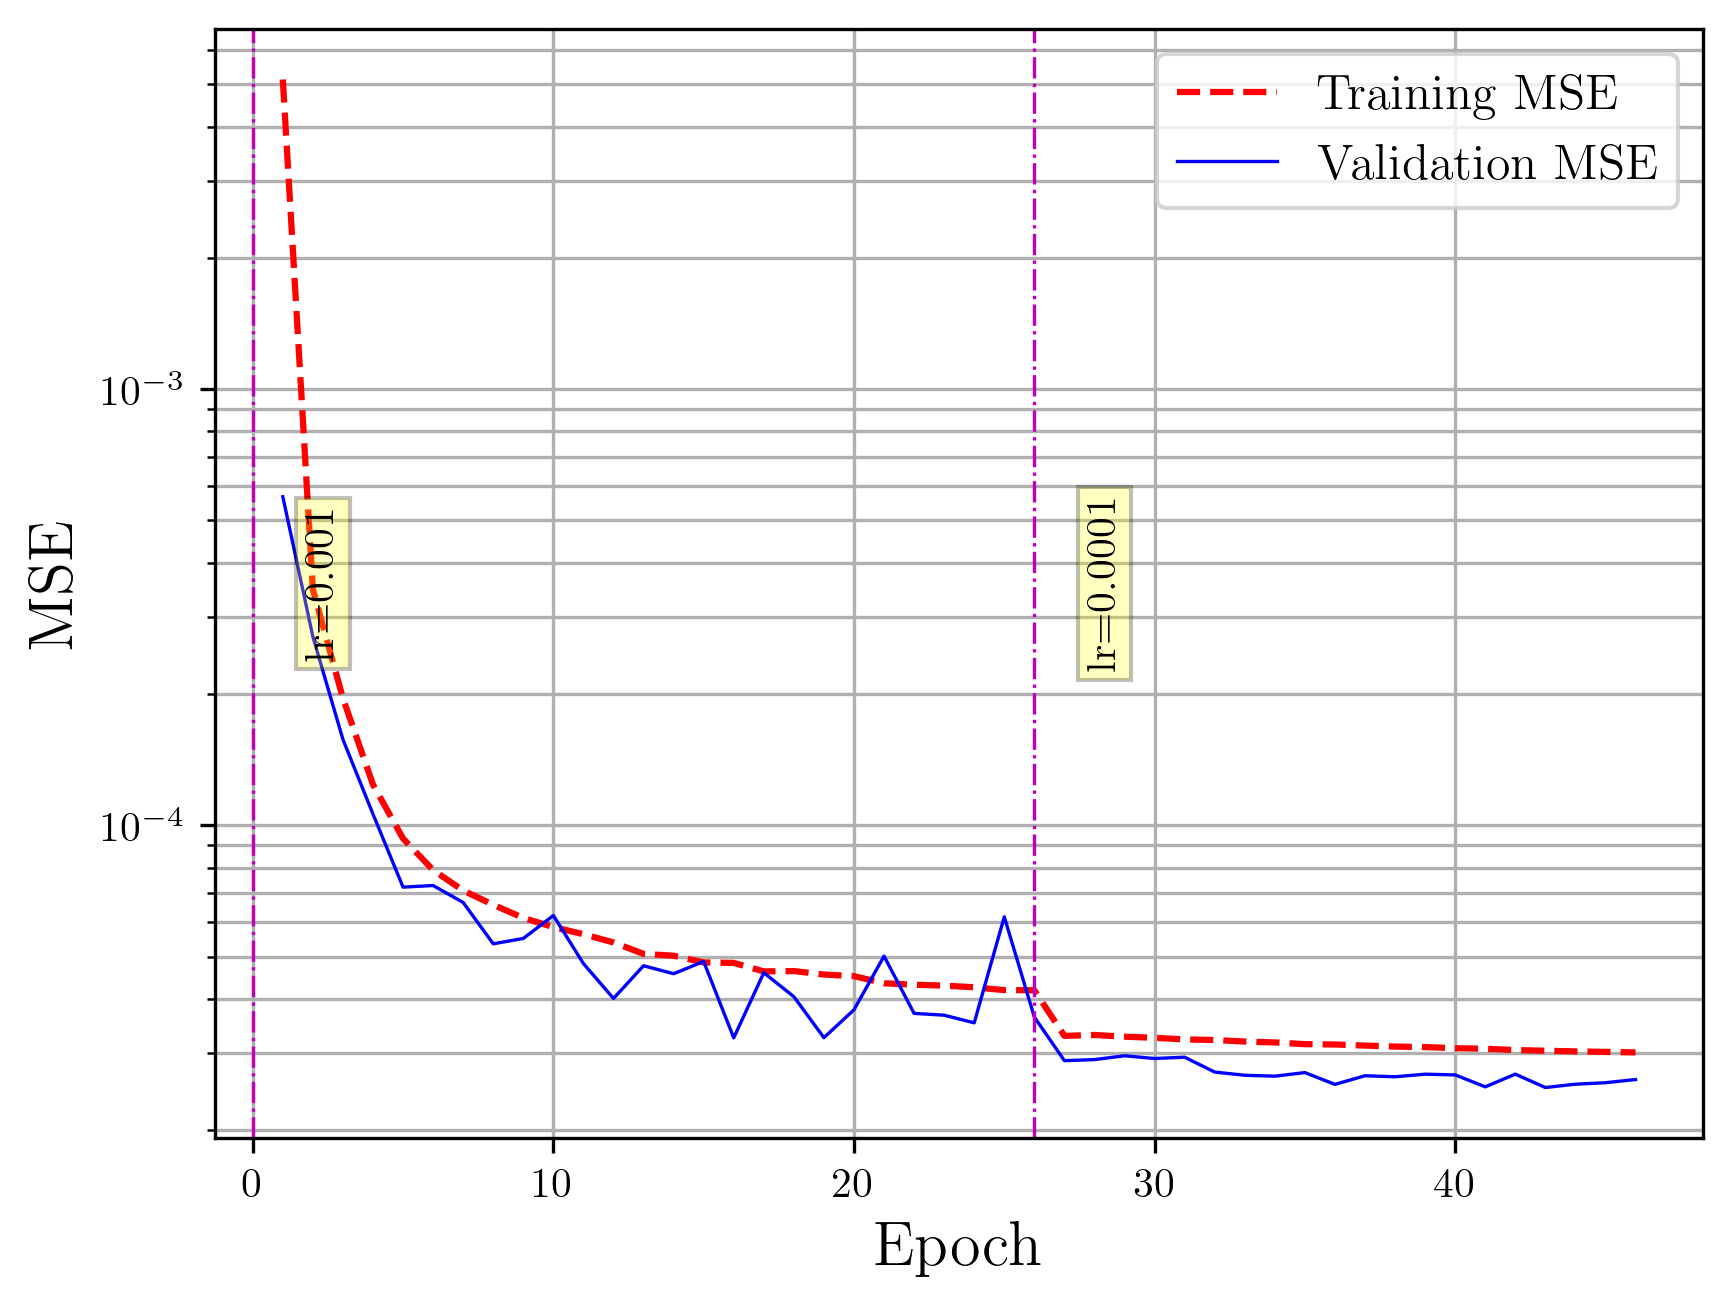 Training MSE
Validation MSE
10⁻³
10⁻⁴
MSE
lr=0.001
lr=0.0001
0 10 20 30 40
Epoch